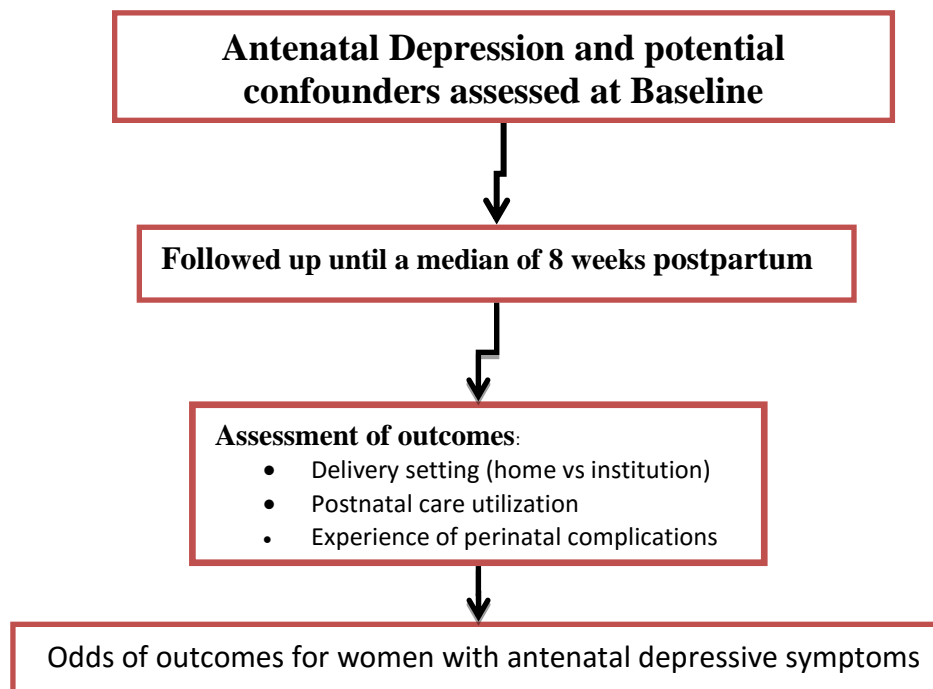 Antenatal Depression and potential
confounders assessed at Baseline
Followed up until a median of 8 weeks postpartum
Assessment of outcomes:
• Delivery setting (home vs institution)
• Postnatal care utilization
• Experience of perinatal complications
Odds of outcomes for women with antenatal depressive symptoms